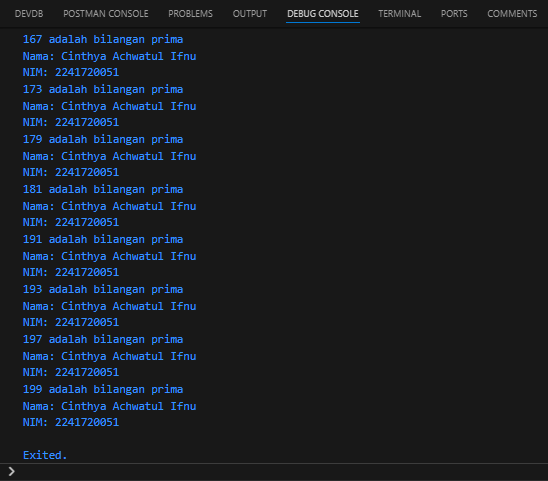 DEVDB POSTMAN CONSOLE PROBLEMS OUTPUT DEBUG CONSOLE TERMINAL PORTS COMMENTS
167 adalah bilangan prima
Nama: Cinthya Achwatul Ifnu
NIM: 2241720051
173 adalah bilangan prima
Nama: Cinthya Achwatul Ifnu
NIM: 2241720051
179 adalah bilangan prima
Nama: Cinthya Achwatul Ifnu
NIM: 2241720051
181 adalah bilangan prima
Nama: Cinthya Achwatul Ifnu
NIM: 2241720051
191 adalah bilangan prima
Nama: Cinthya Achwatul Ifnu
NIM: 2241720051
193 adalah bilangan prima
Nama: Cinthya Achwatul Ifnu
NIM: 2241720051
197 adalah bilangan prima
Nama: Cinthya Achwatul Ifnu
NIM: 2241720051
199 adalah bilangan prima
Nama: Cinthya Achwatul Ifnu
NIM: 2241720051
Exited.